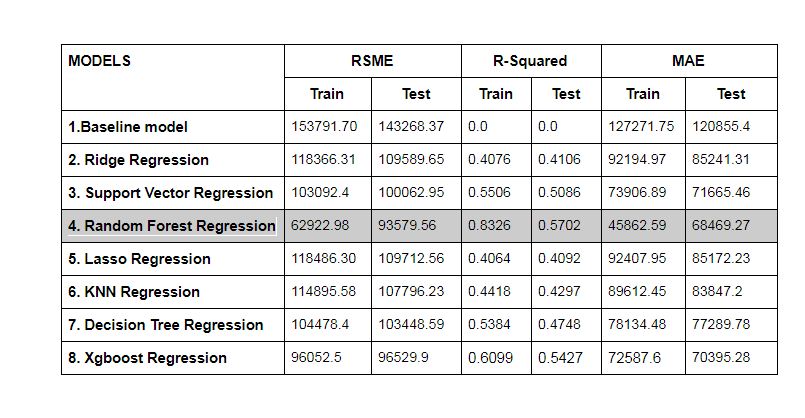 MODELS RSME R-Squared MAE
Train Test Train Test Train Test
1.Baseline model 153791.70 143268.37 0.0 0.0 127271.75 120855.4
2. Ridge Regression 118366.31 109589.65 0.4076 0.4106 92194.97 85241.31
3. Support Vector Regression 103092.4 100062.95 0.5506 0.5086 73906.89 71665.46
4. Random Forest Regression 62922.98 93579.56 0.8326 0.5702 45862.59 68469.27
5. Lasso Regression 118486.30 109712.56 0.4064 0.4092 92407.95 85172.23
6. KNN Regression 114895.58 107796.23 0.4418 0.4297 89612.45 83847.2
7. Decision Tree Regression 104478.4 103448.59 0.5384 0.4748 78134.48 77289.78
8. Xgboost Regression 96052.5 96529.9 0.6099 0.5427 72587.6 70395.28